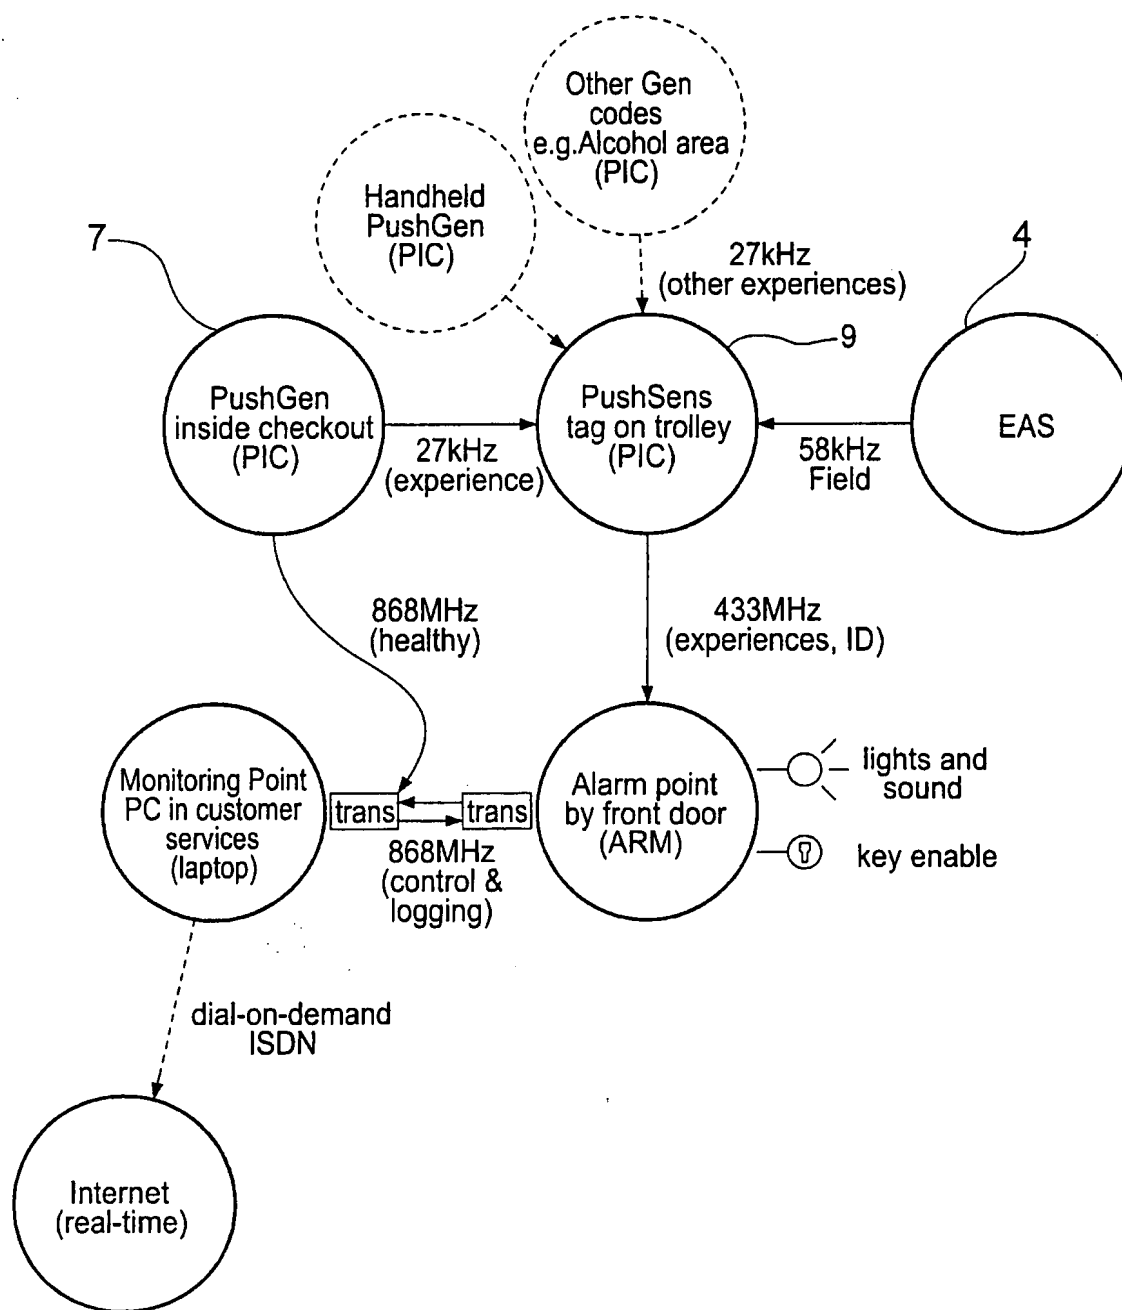 Other Gen
codes
e.g.Alcohol area
(PIC)
Handheld
PushGen
(PIC)
7
27kHz
(other experiences)
4
9
PushGen
inside checkout
(PIC)
27kHz
(experience)
PushSens
tag on trolley
(PIC)
58kHz
Field
EAS
868MHz
(healthy)
433MHz
(experiences, ID)
Monitoring Point
PC in customer
services
(laptop)
trans
trans
868MHz
(control &
logging)
Alarm point
by front door
(ARM)
lights and
sound
key enable
dial-on-demand
ISDN
Internet
(real-time)